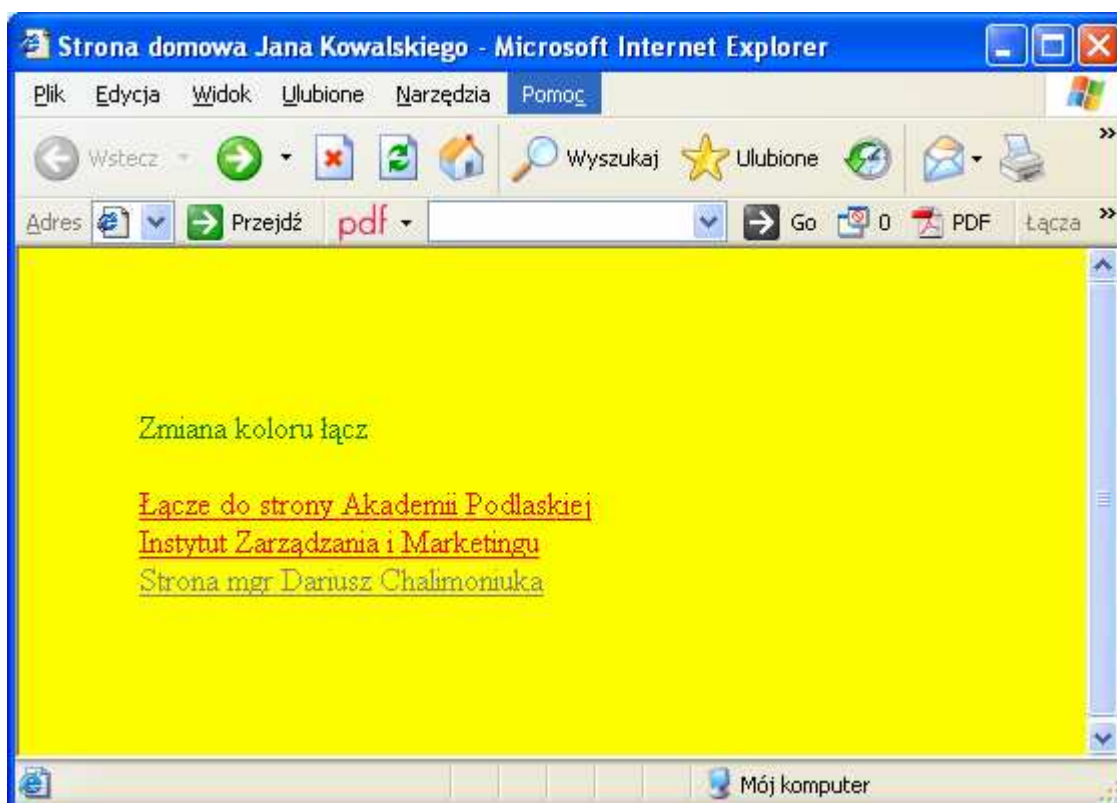 Strona domowa Jana Kowalskiego - Microsoft Internet Explorer
Plik Edycja Widok Ulubione Narzędzia Pomoc
Wstecz Wyszukaj Ulubione »
Adres Przejdź pdf Go 0 PDF Łącza »
Zmiana koloru łącz
Łącze do strony Akademii Podlaskiej
Instytut Zarządzania i Marketingu
Strona mgr Dariusz Chalimoniuka
Mój komputer